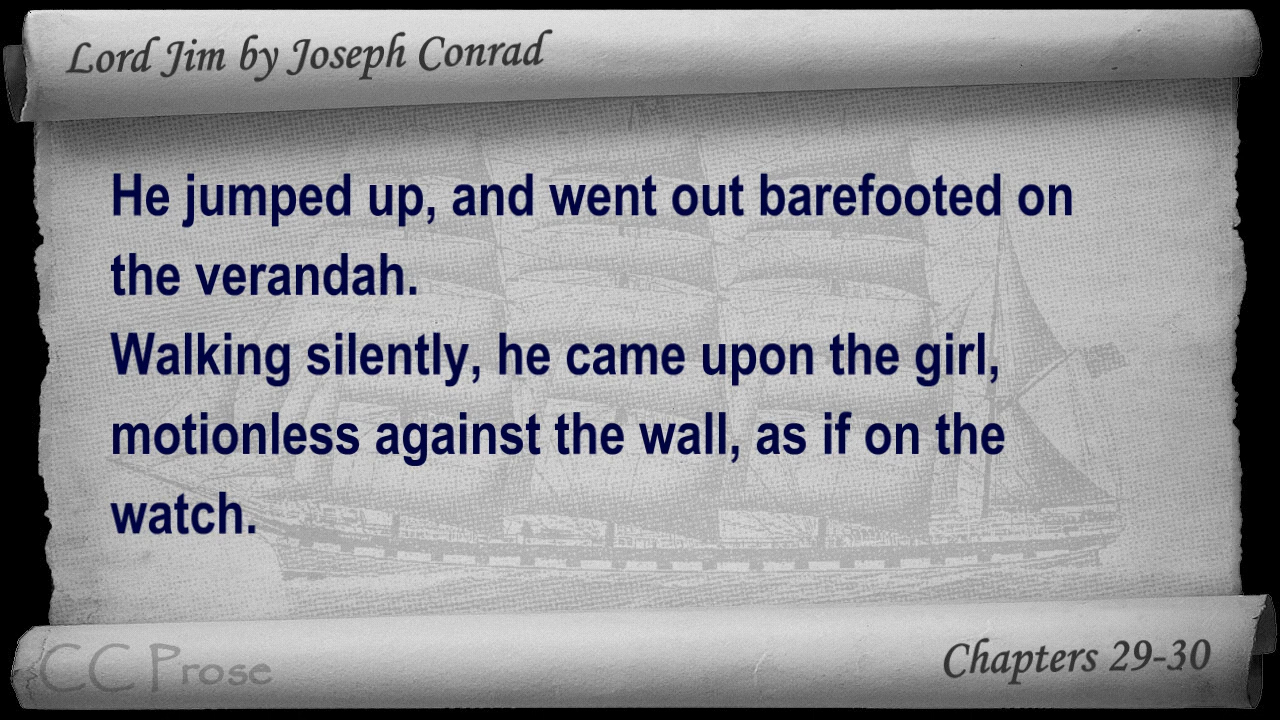 Lord Jim by Joseph Conrad
He jumped up, and went out barefooted on
the verandah.
Walking silently, he came upon the girl,
motionless against the wall, as if on the
watch.
CC Prose
Chapters 29-30